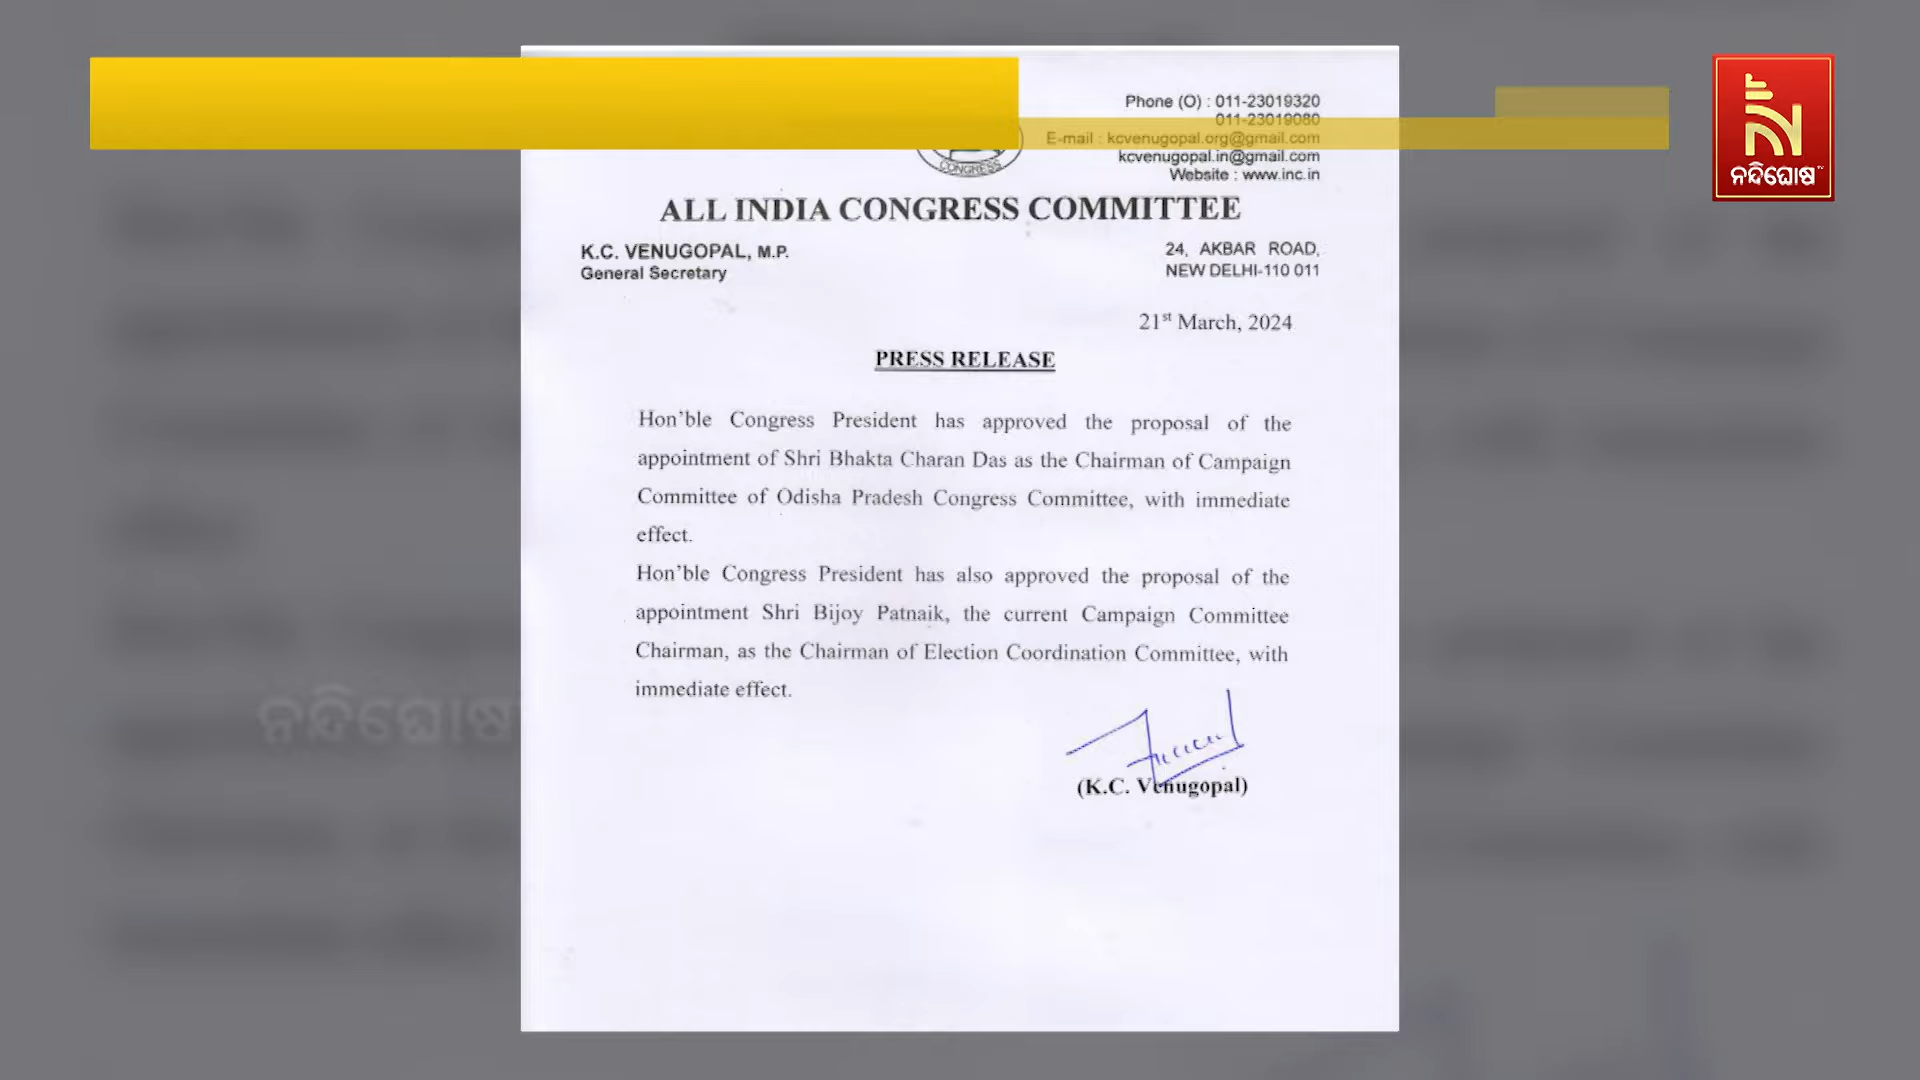 Phone (O) : 011-23019320
011-23019080
E-mail : kcvenugopal.org@gmail.com
kcvenugopal.in@gmail.com
Website : www.inc.in
CONGRESS
ALL INDIA CONGRESS COMMITTEE
K.C. VENUGOPAL, M.P.
General Secretary
24, AKBAR ROAD,
NEW DELHI-110 011
21st March, 2024
PRESS RELEASE
Hon'ble Congress President has approved the proposal of the
appointment of Shri Bhakta Charan Das as the Chairman of Campaign
Committee of Odisha Pradesh Congress Committee, with immediate
effect.
Hon'ble Congress President has also approved the proposal of the
appointment Shri Bijoy Patnaik, the current Campaign Committee
Chairman, as the Chairman of Election Coordination Committee, with
immediate effect.
(K.C. Venugopal)
ନନ୍ଦିଘୋଷ TV
ନନ୍ଦିଘୋଷ